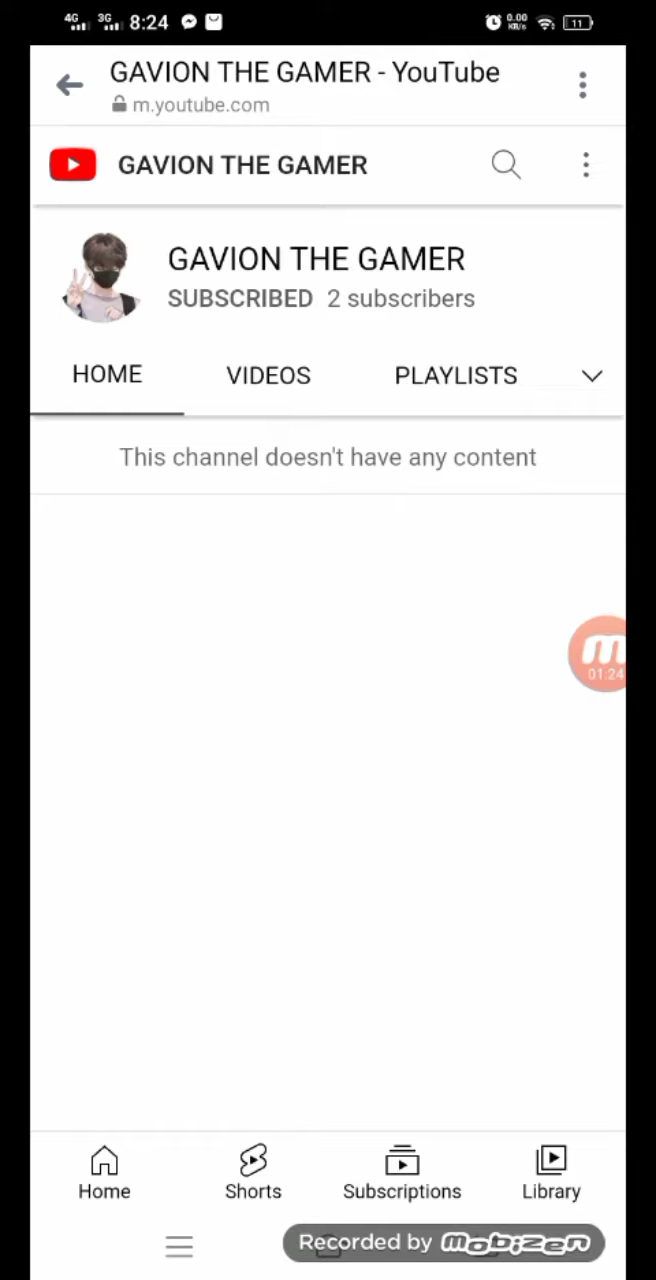 4G 3G 8:24 0.00 KB/s 11
GAVION THE GAMER - YouTube
m.youtube.com
GAVION THE GAMER
GAVION THE GAMER
SUBSCRIBED 2 subscribers
HOME VIDEOS PLAYLISTS
This channel doesn't have any content
m
01:24
Home Shorts Subscriptions Library
Recorded by mobizen